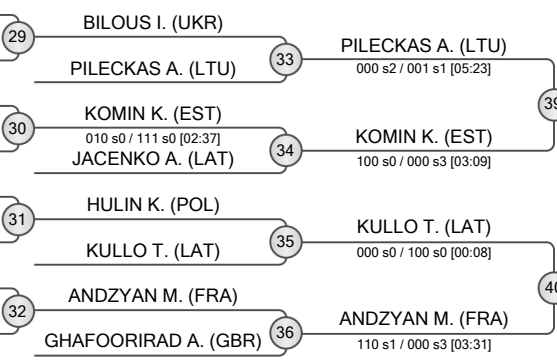 29
BILOUS I. (UKR)
PILECKAS A. (LTU)
33
PILECKAS A. (LTU)
000 s2 / 001 s1 [05:23]
39
30
KOMIN K. (EST)
010 s0 / 111 s0 [02:37]
JACENKO A. (LAT)
34
KOMIN K. (EST)
100 s0 / 000 s3 [03:09]
31
HULIN K. (POL)
KULLO T. (LAT)
35
KULLO T. (LAT)
000 s0 / 100 s0 [00:08]
40
32
ANDZYAN M. (FRA)
GHAFOORIRAD A. (GBR)
36
ANDZYAN M. (FRA)
110 s1 / 000 s3 [03:31]